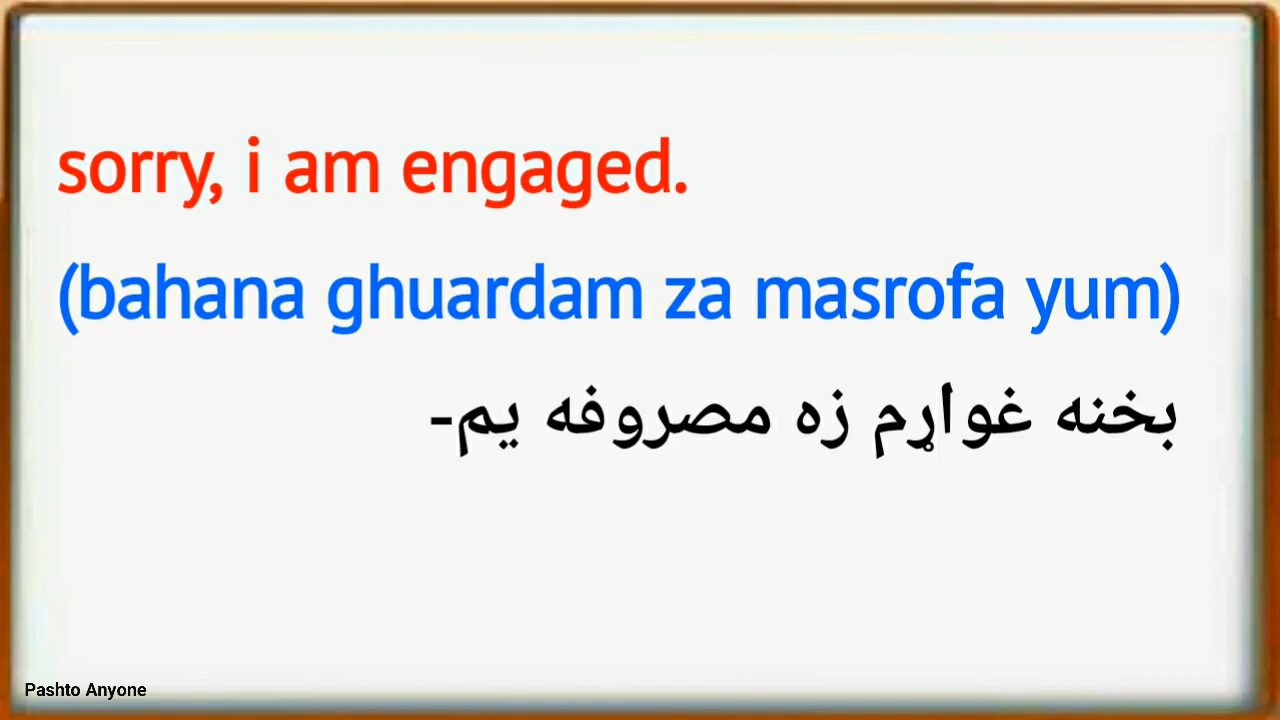 sorry, i am engaged.
(bahana ghuardam za masrofa yum)
بخنه غواړم زه مصروفه یم-
Pashto Anyone